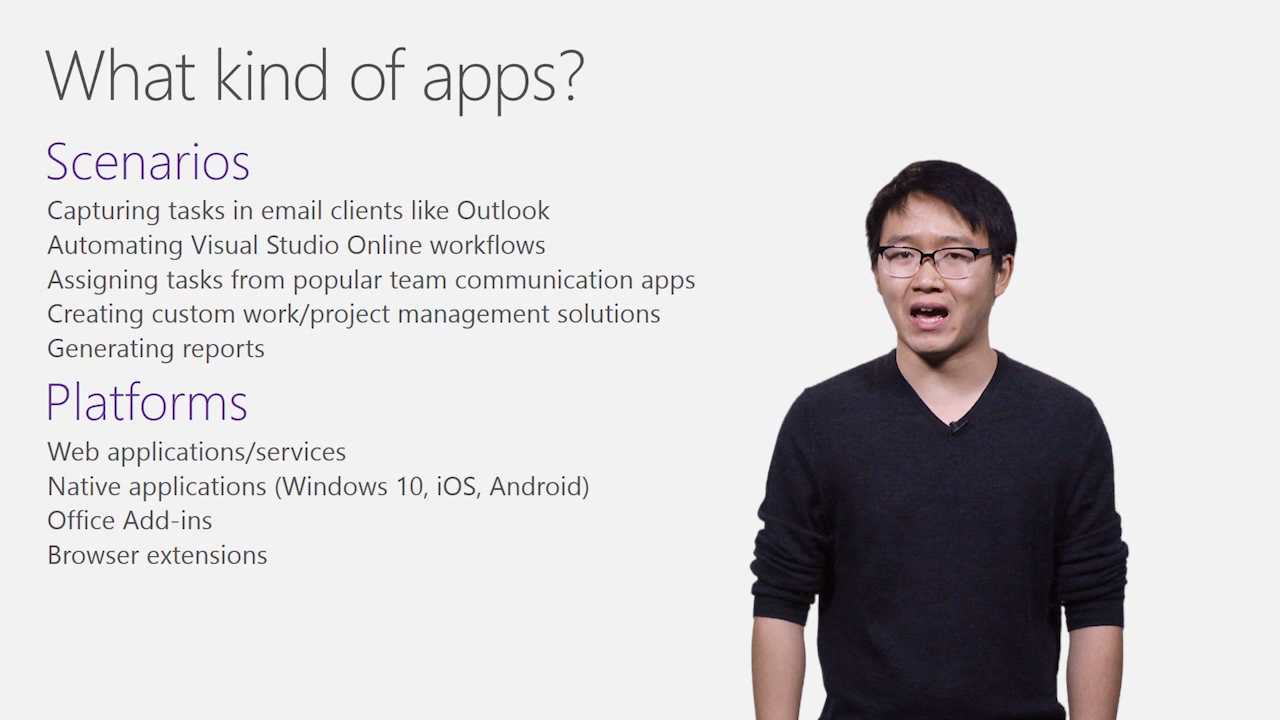 What kind of apps?
Scenarios
Capturing tasks in email clients like Outlook
Automating Visual Studio Online workflows
Assigning tasks from popular team communication apps
Creating custom work/project management solutions
Generating reports
Platforms
Web applications/services
Native applications (Windows 10, iOS, Android)
Office Add-ins
Browser extensions